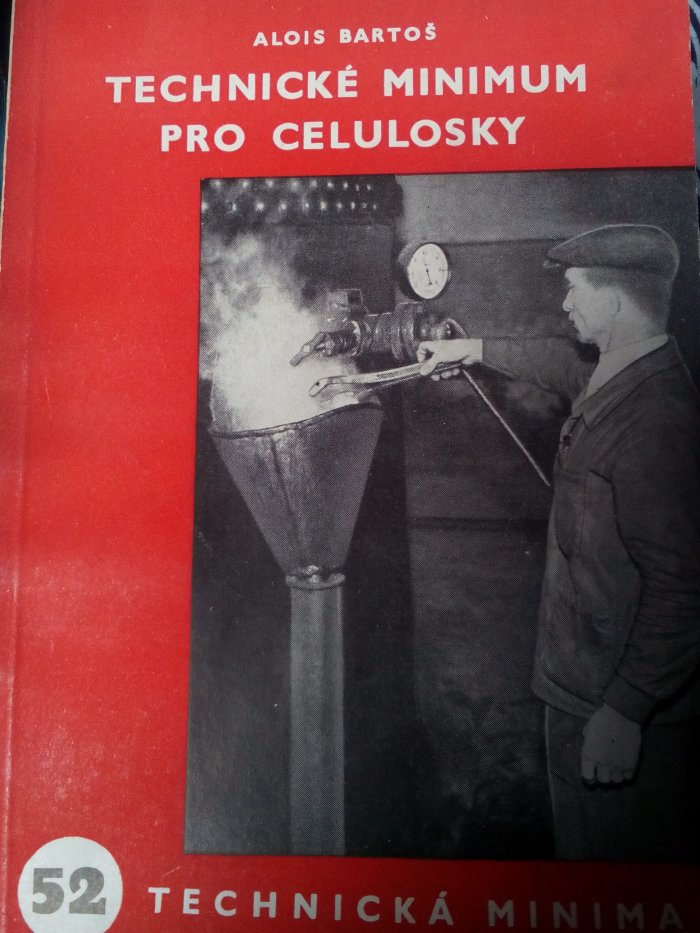 ALOIS BARTOŠ
TECHNICKÉ MINIMUM
PRO CELULOSKY
52 TECHNICKÁ MINIMA